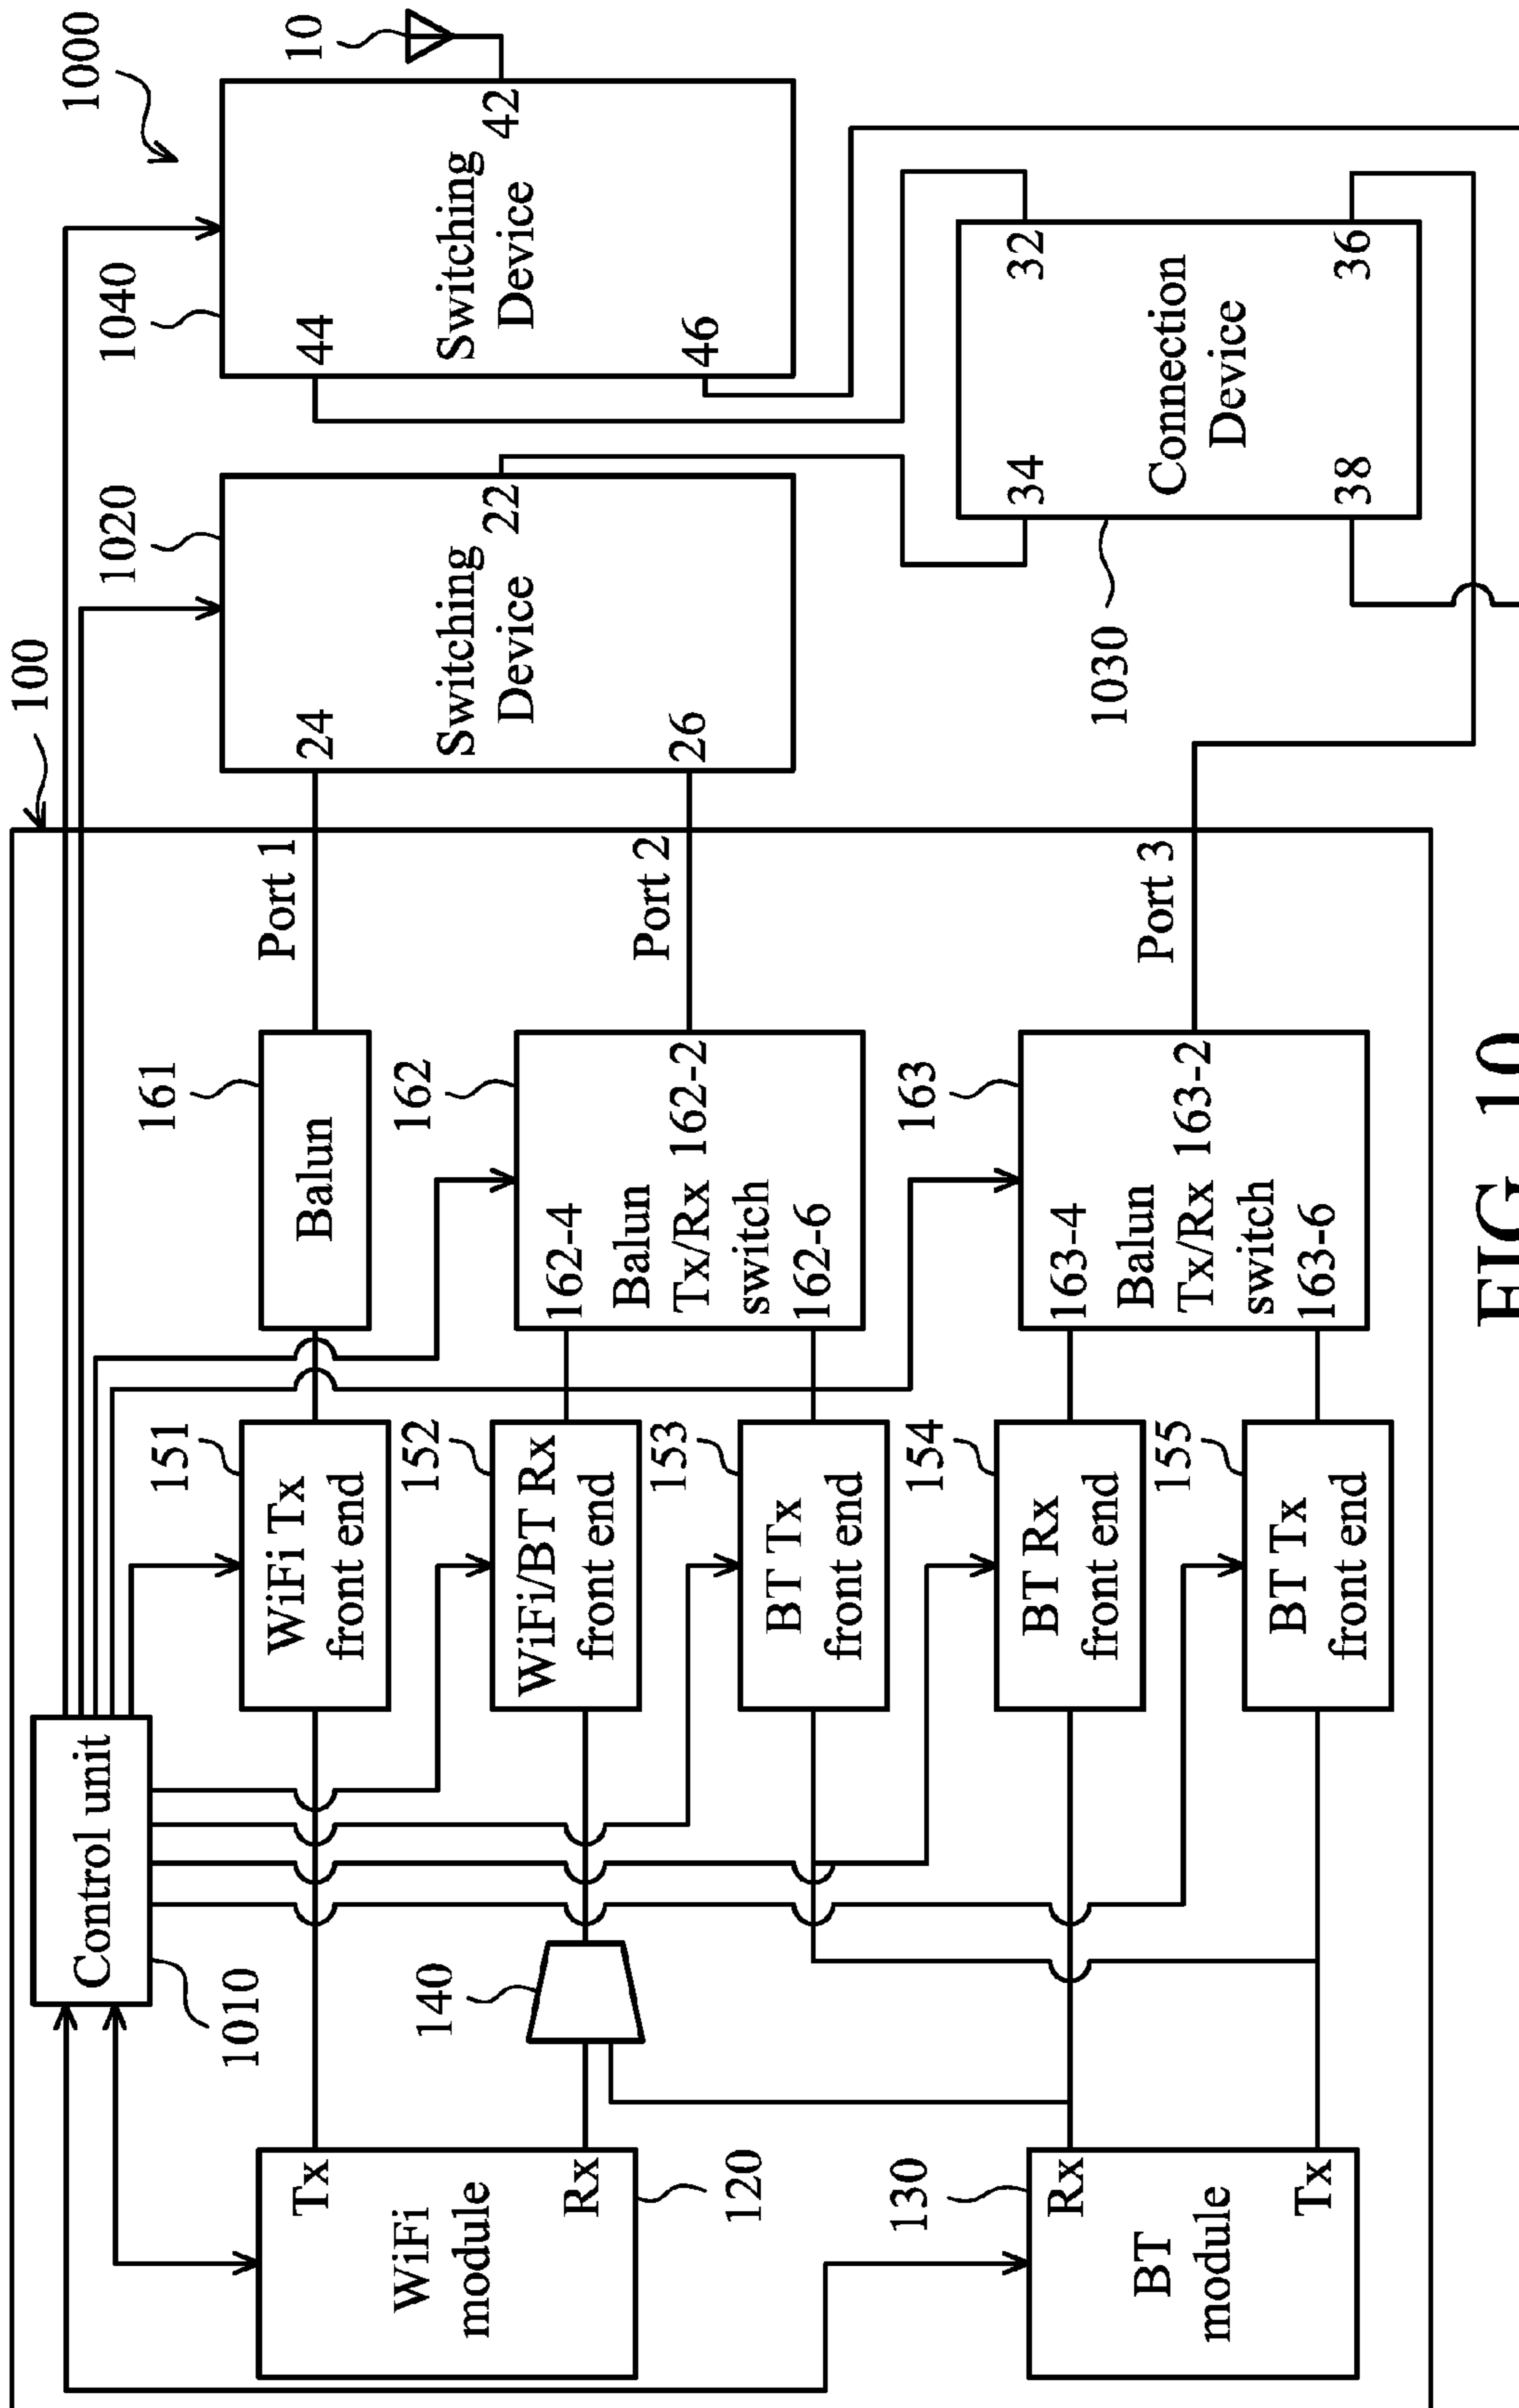 1000
10
100
1020
1040
Control unit
1010
44
Switching
Device
42
46
24
Switching
Device
22
26
Port 1
Port 2
Port 3
161
Balun
162
162-4
Balun
Tx/Rx 162-2
switch
162-6
163
163-4
Balun
Tx/Rx 163-2
switch
163-6
151
WiFi Tx
front end
152
WiFi/BT Rx
front end
153
BT Tx
front end
154
BT Rx
front end
155
BT Tx
front end
140
Tx
WiFi
module
Rx
120
130
Rx
BT
module
Tx
34
32
Connection
Device
38
36
1030
FIG. 10